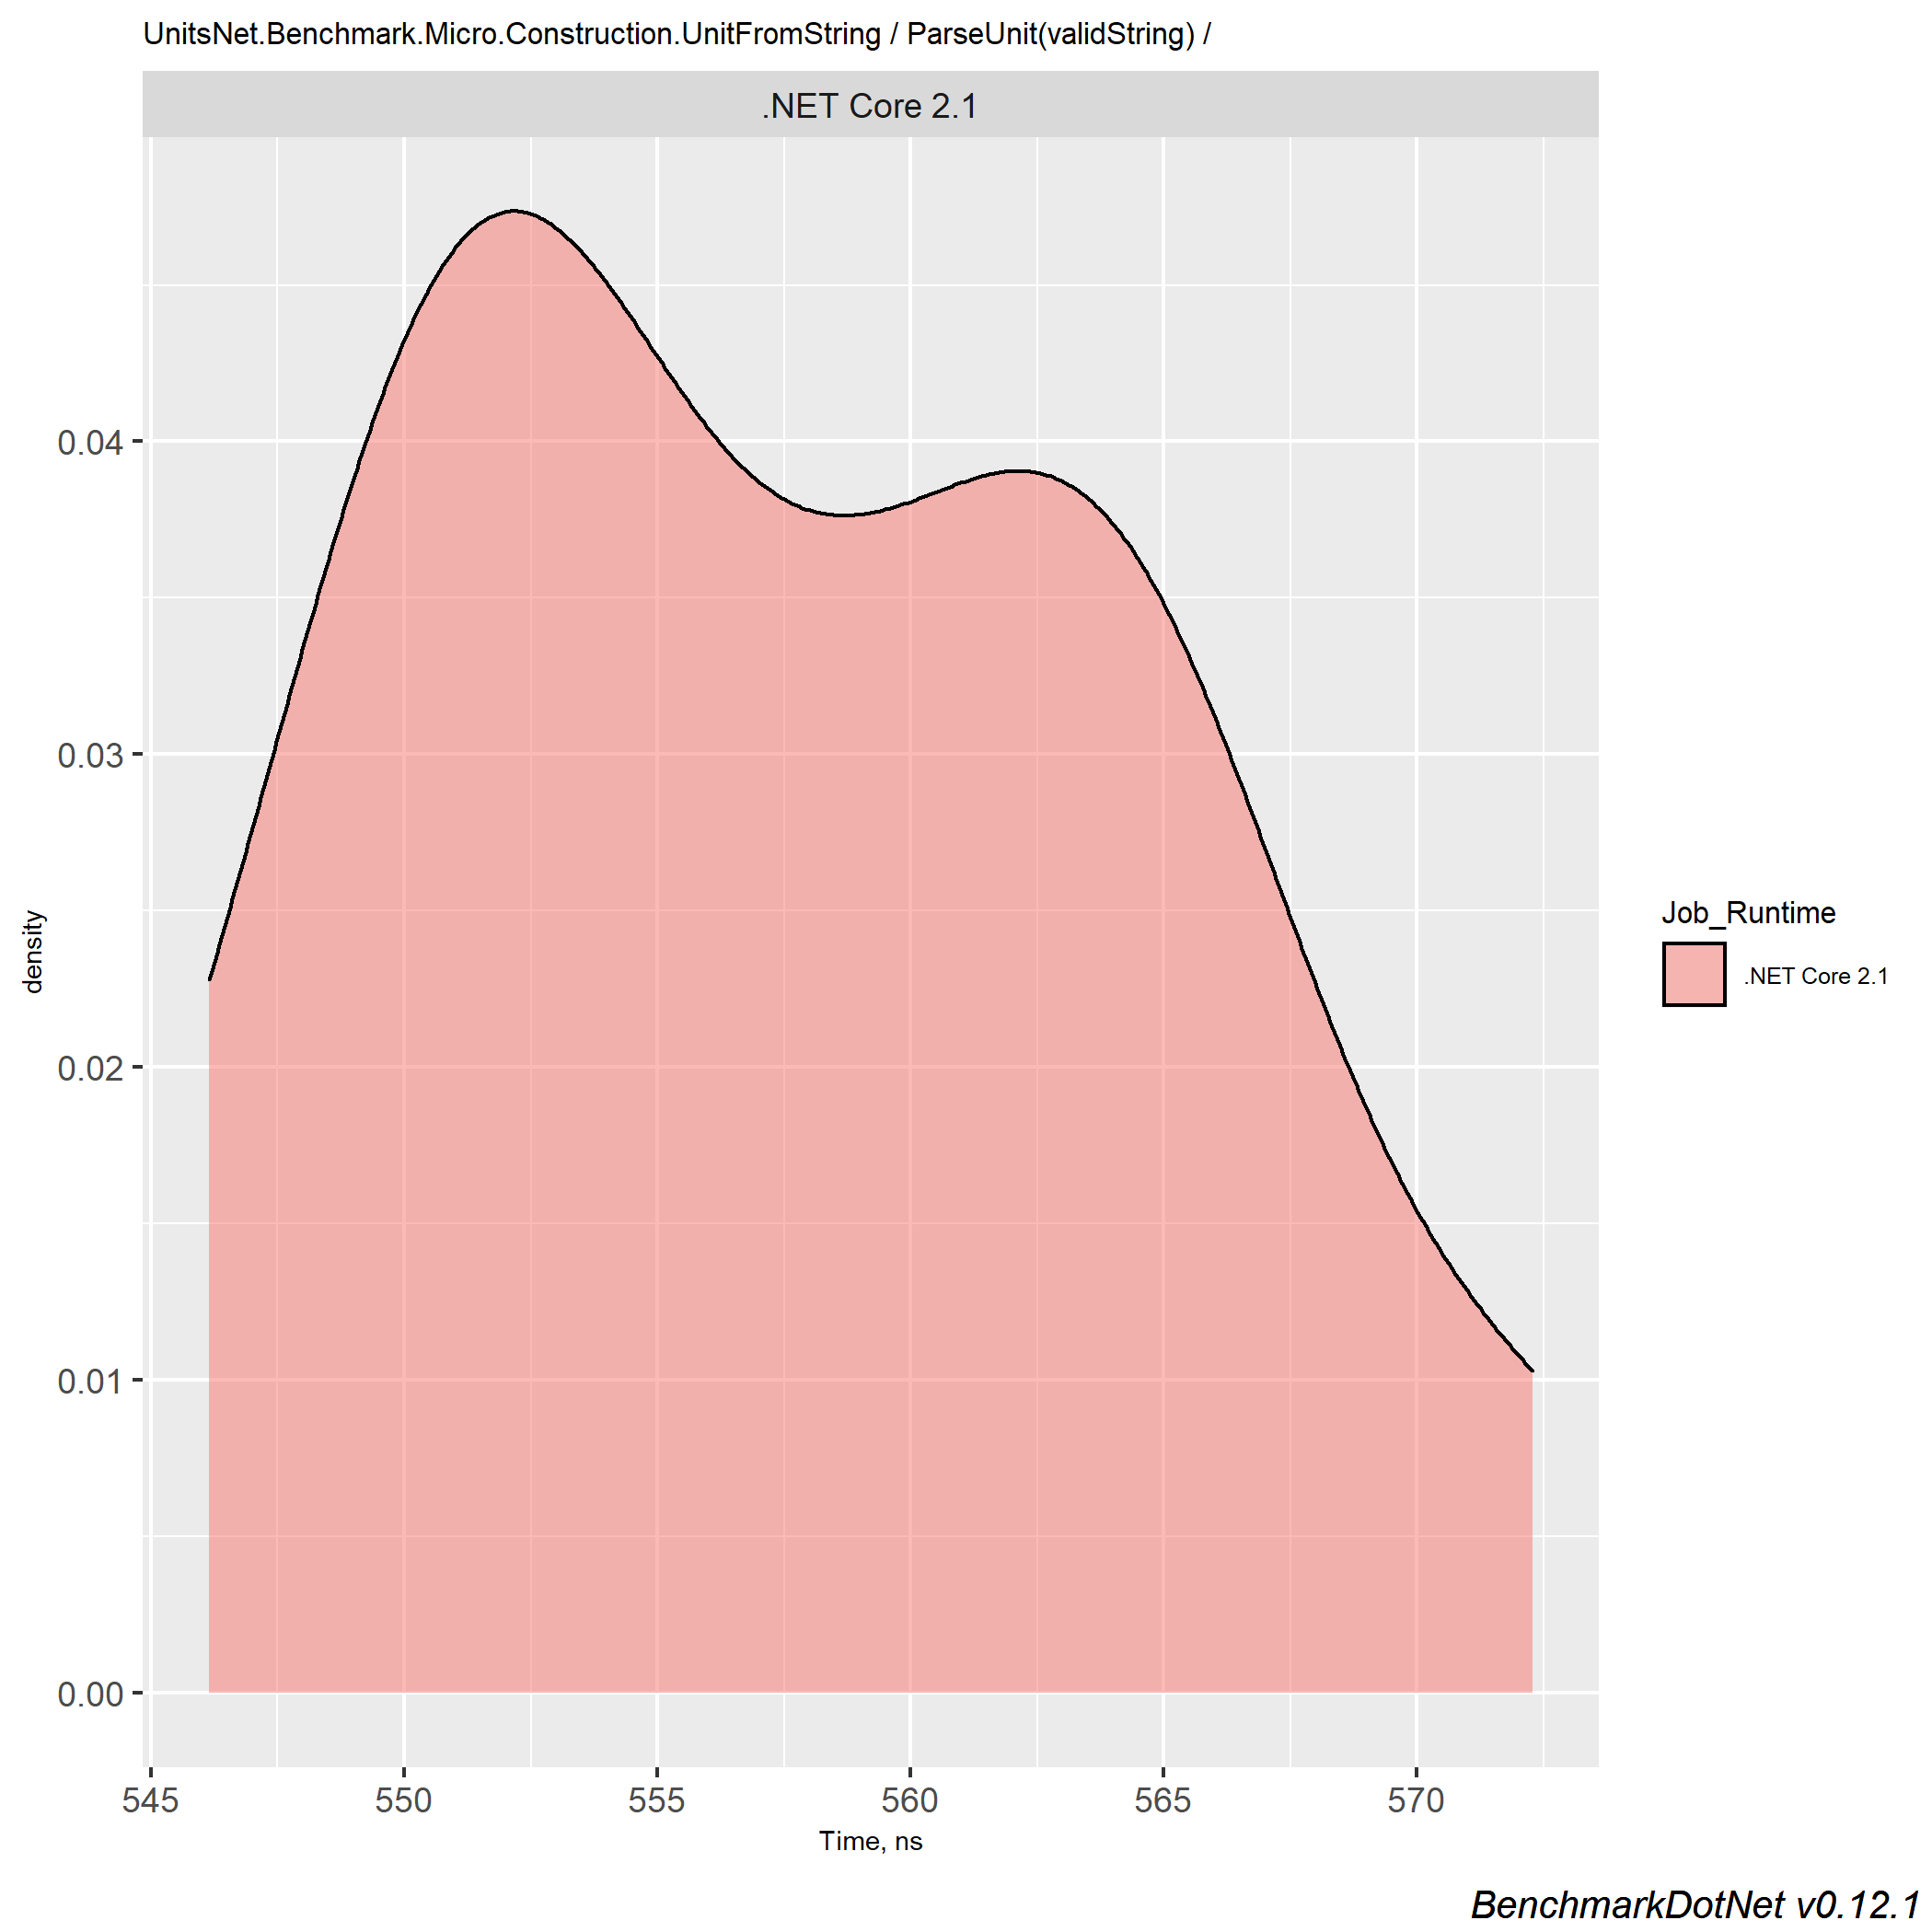 UnitsNet.Benchmark.Micro.Construction.UnitFromString / ParseUnit(validString) /
.NET Core 2.1
0.04
0.03
0.02
0.01
0.00
density
545 550 555 560 565 570
Time, ns
Job_Runtime
.NET Core 2.1
BenchmarkDotNet v0.12.1